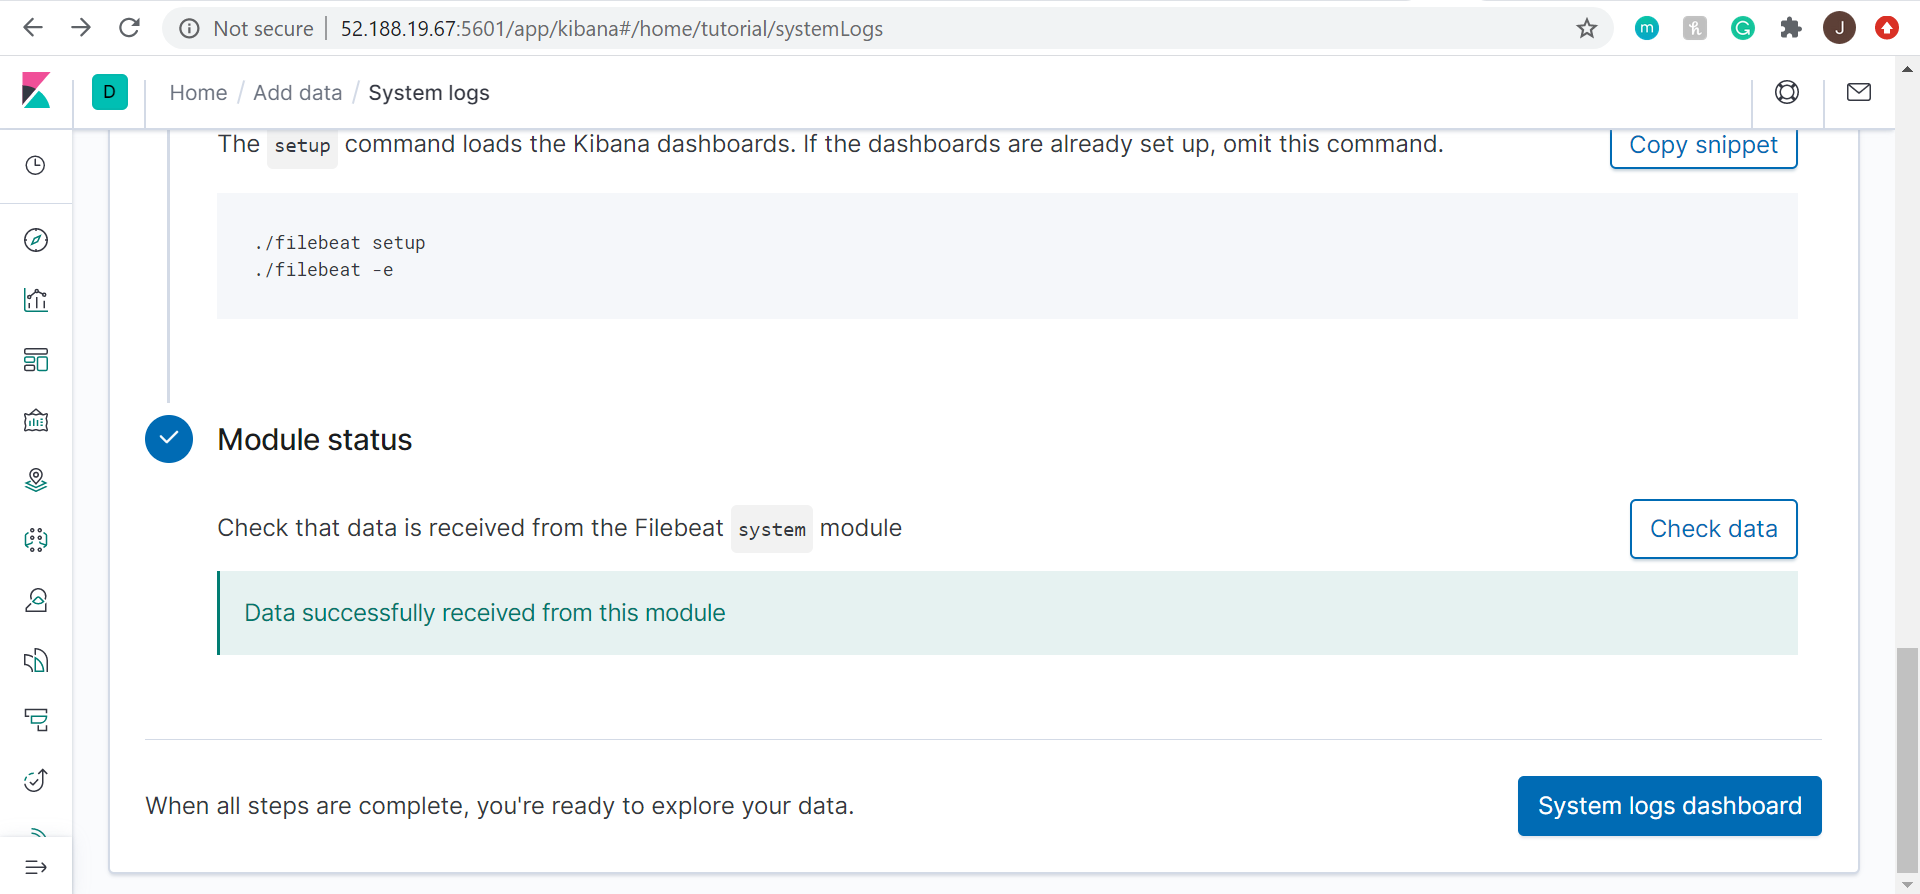 Not secure | 52.188.19.67:5601/app/kibana#/home/tutorial/systemLogs
m
h
G
J
D
Home / Add data / System logs
The setup command loads the Kibana dashboards. If the dashboards are already set up, omit this command.
Copy snippet
./filebeat setup
./filebeat -e
Module status
Check that data is received from the Filebeat system module
Check data
Data successfully received from this module
When all steps are complete, you're ready to explore your data.
System logs dashboard